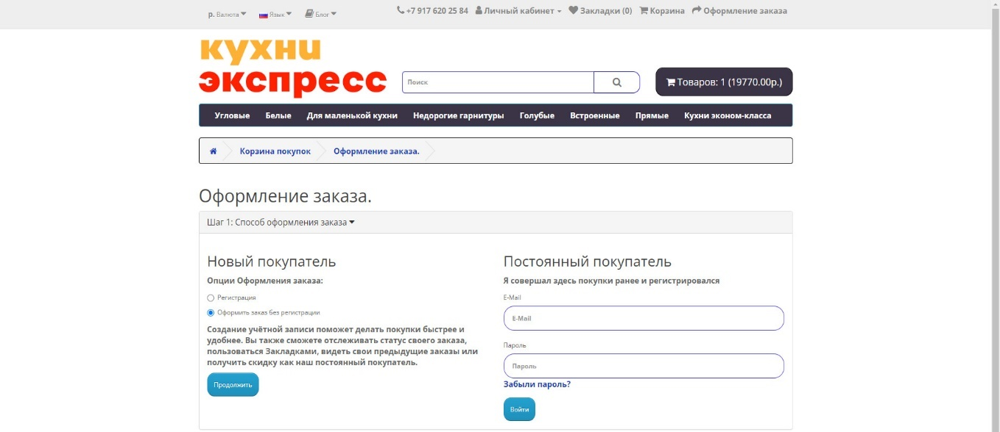 р. Валюта Язык Блог +7 917 620 25 84 Личный кабинет Закладки (0) Корзина Оформление заказа
кухни
экспресс
Поиск
Товаров: 1 (19770.00р.)
Угловые Белые Для маленькой кухни Недорогие гарнитуры Голубые Встроенные Прямые Кухни эконом-класса
Корзина покупок Оформление заказа.
Оформление заказа.
Шаг 1: Способ оформления заказа
Новый покупатель
Опции Оформления заказа:
Регистрация
Оформить заказ без регистрации
Создание учётной записи поможет делать покупки быстрее и
удобнее. Вы также сможете отслеживать статус своего заказа,
пользоваться Закладками, видеть свои предыдущие заказы или
получить скидку как наш постоянный покупатель.
Продолжить
Постоянный покупатель
Я совершал здесь покупки ранее и регистрировался
E-Mail
E-Mail
Пароль
Пароль
Забыли пароль?
Войти